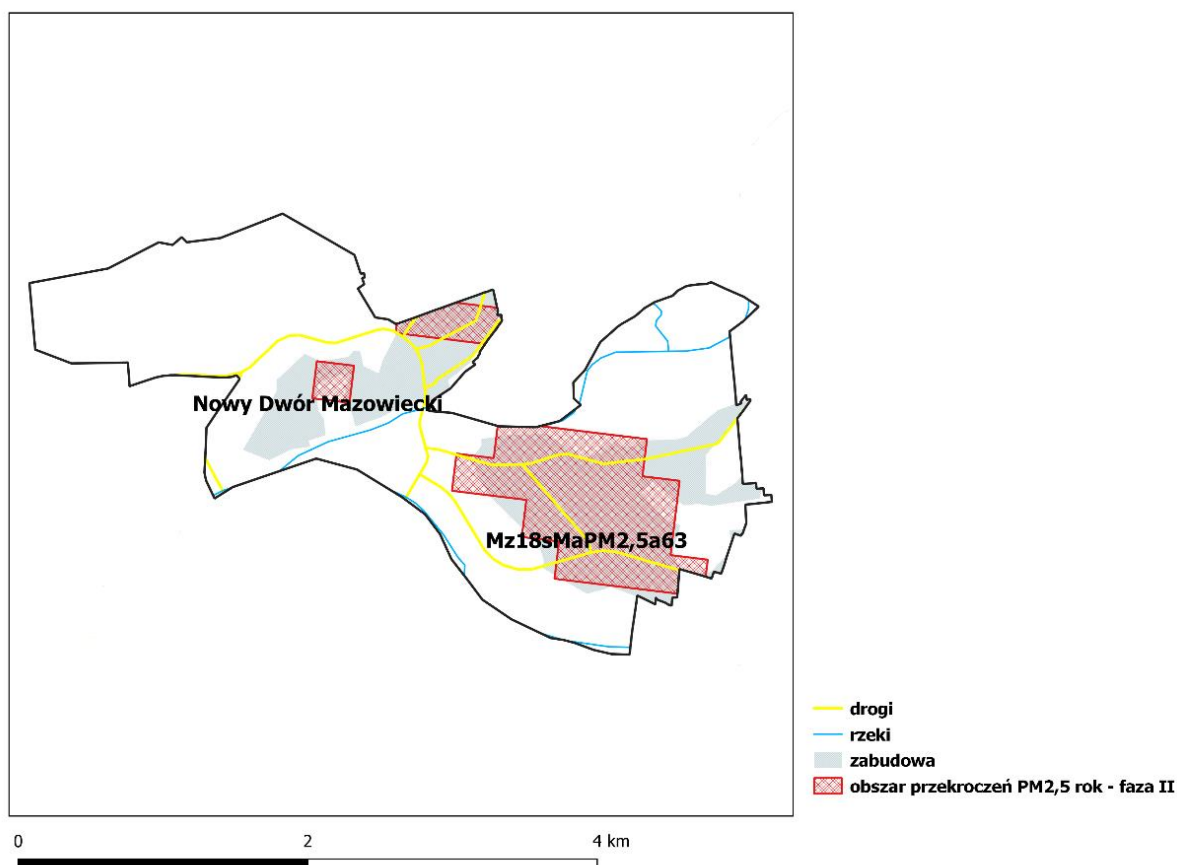 Nowy Dwór Mazowiecki
Mz18sMaPM2,5a63
drogi
rzeki
zabudowa
obszar przekroczeń PM2,5 rok - faza II
0 2 4 km